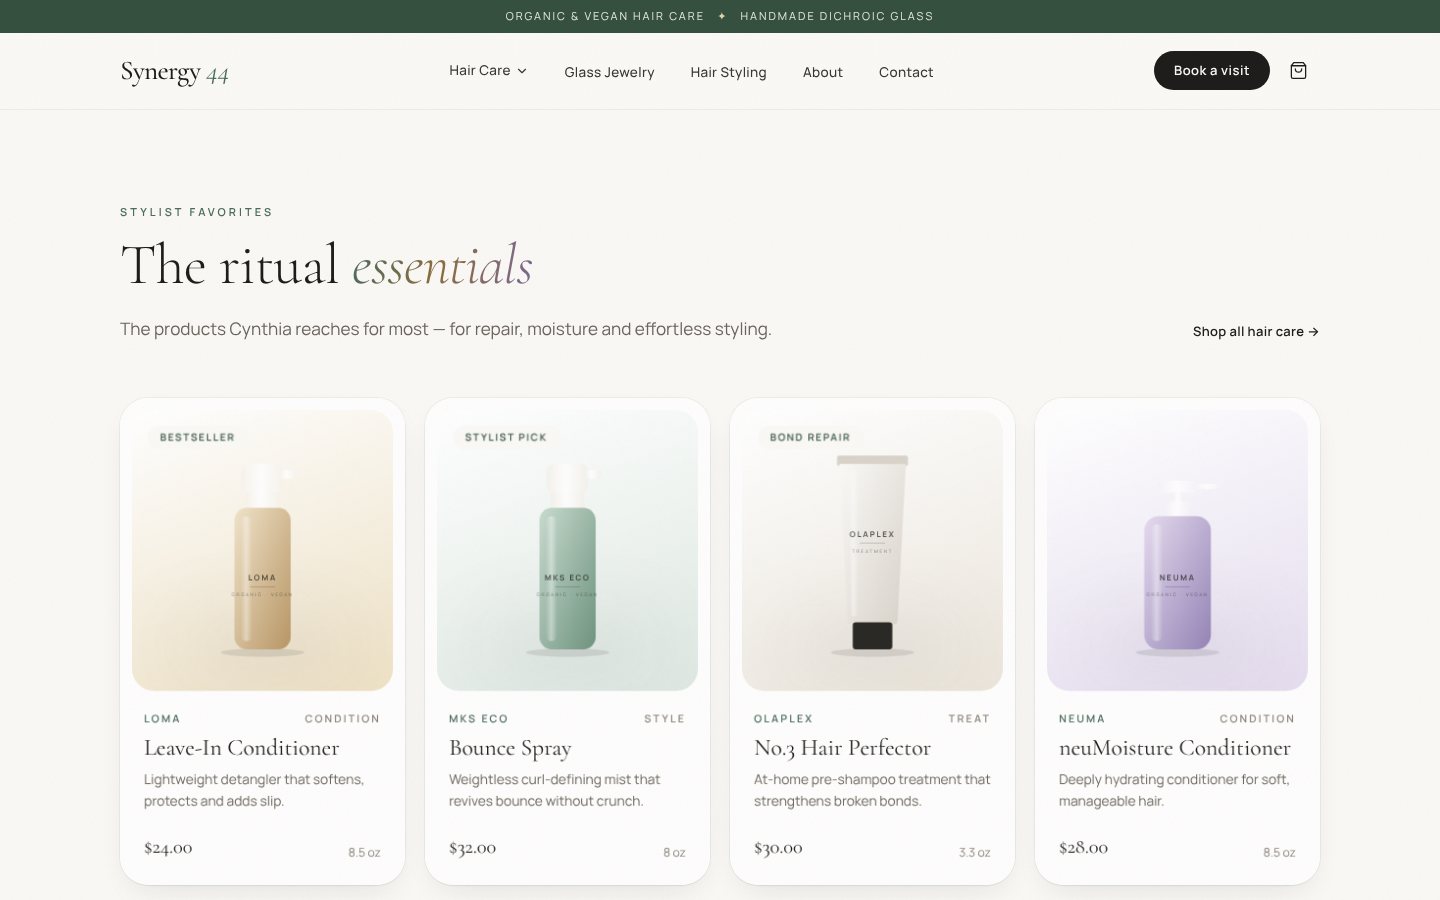 ORGANIC & VEGAN HAIR CARE ✦ HANDMADE DICHROIC GLASS
Synergy 44
Hair Care
Glass Jewelry
Hair Styling
About
Contact
Book a visit
STYLIST FAVORITES
The ritual essentials
The products Cynthia reaches for most — for repair, moisture and effortless styling.
Shop all hair care →
BESTSELLER
LOMA
ORGANIC · VEGAN
LOMA
CONDITION
Leave-In Conditioner
Lightweight detangler that softens,
protects and adds slip.
$24.00
8.5 oz
STYLIST PICK
MKS ECO
ORGANIC · VEGAN
MKS ECO
STYLE
Bounce Spray
Weightless curl-defining mist that
revives bounce without crunch.
$32.00
8 oz
BOND REPAIR
OLAPLEX
TREATMENT
OLAPLEX
TREAT
No.3 Hair Perfector
At-home pre-shampoo treatment that
strengthens broken bonds.
$30.00
3.3 oz
NEUMA
ORGANIC · VEGAN
NEUMA
CONDITION
neuMoisture Conditioner
Deeply hydrating conditioner for soft,
manageable hair.
$28.00
8.5 oz